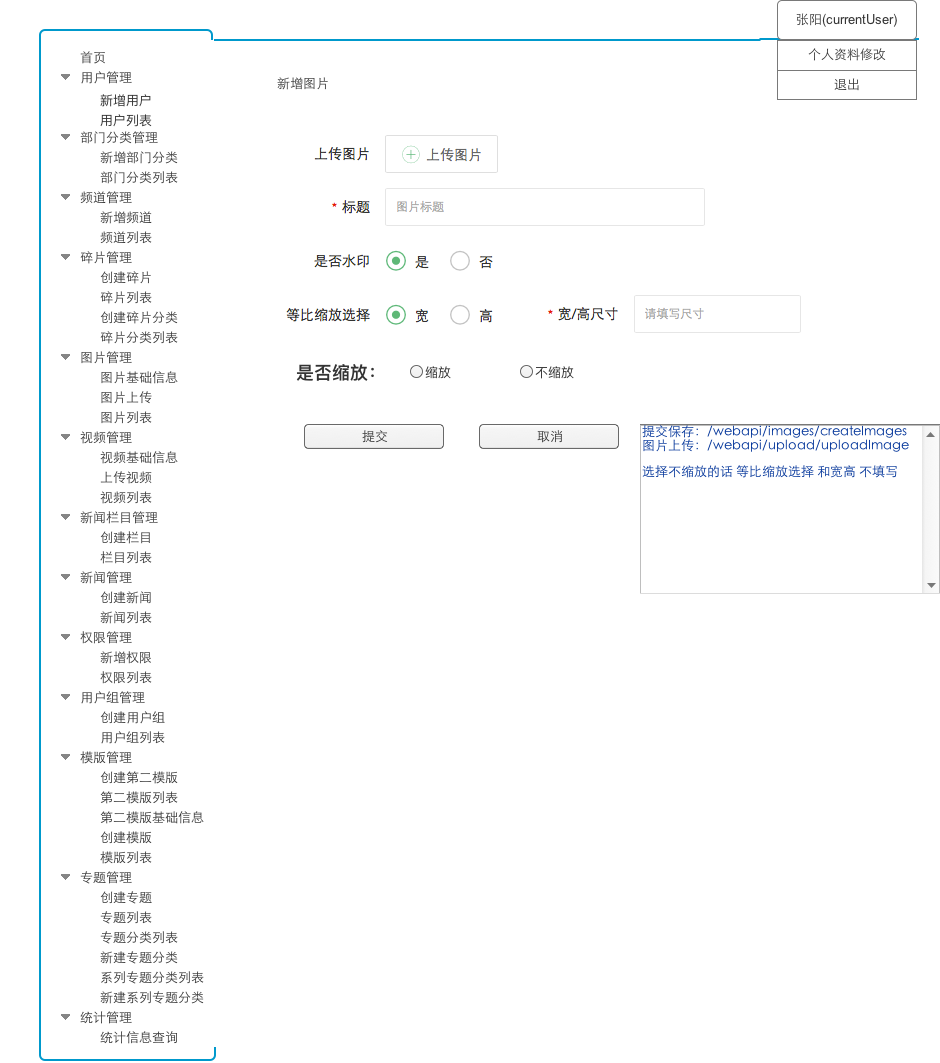 张阳(currentUser)
个人资料修改
退出
首页
用户管理
新增用户
用户列表
部门分类管理
新增部门分类
部门分类列表
频道管理
新增频道
频道列表
碎片管理
创建碎片
碎片列表
创建碎片分类
碎片分类列表
图片管理
图片基础信息
图片上传
图片列表
视频管理
视频基础信息
上传视频
视频列表
新闻栏目管理
创建栏目
栏目列表
新闻管理
创建新闻
新闻列表
权限管理
新增权限
权限列表
用户组管理
创建用户组
用户组列表
模版管理
创建第二模版
第二模版列表
第二模版基础信息
创建模版
模版列表
专题管理
创建专题
专题列表
专题分类列表
新建专题分类
系列专题分类列表
新建系列专题分类
统计管理
统计信息查询
新增图片
上传图片 上传图片
* 标题 图片标题
是否水印 是 否
等比缩放选择 宽 高 * 宽/高尺寸 请填写尺寸
是否缩放： 缩放 不缩放
提交 取消
提交保存：/webapi/images/createImages
图片上传：/webapi/upload/uploadImage
选择不缩放的话 等比缩放选择 和宽高 不填写